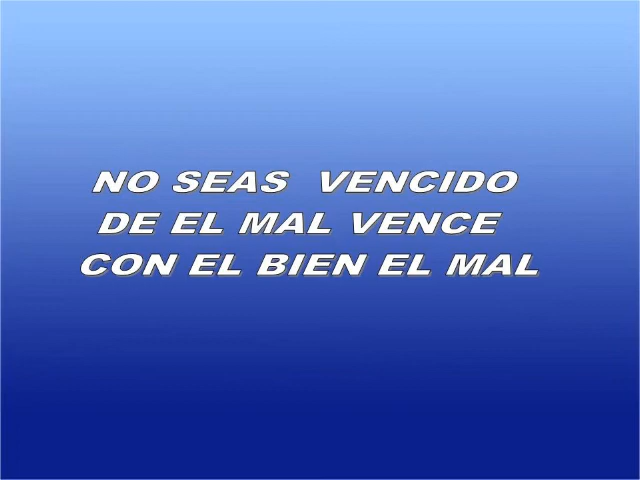 NO SEAS VENCIDO
DE EL MAL VENCE
CON EL BIEN EL MAL